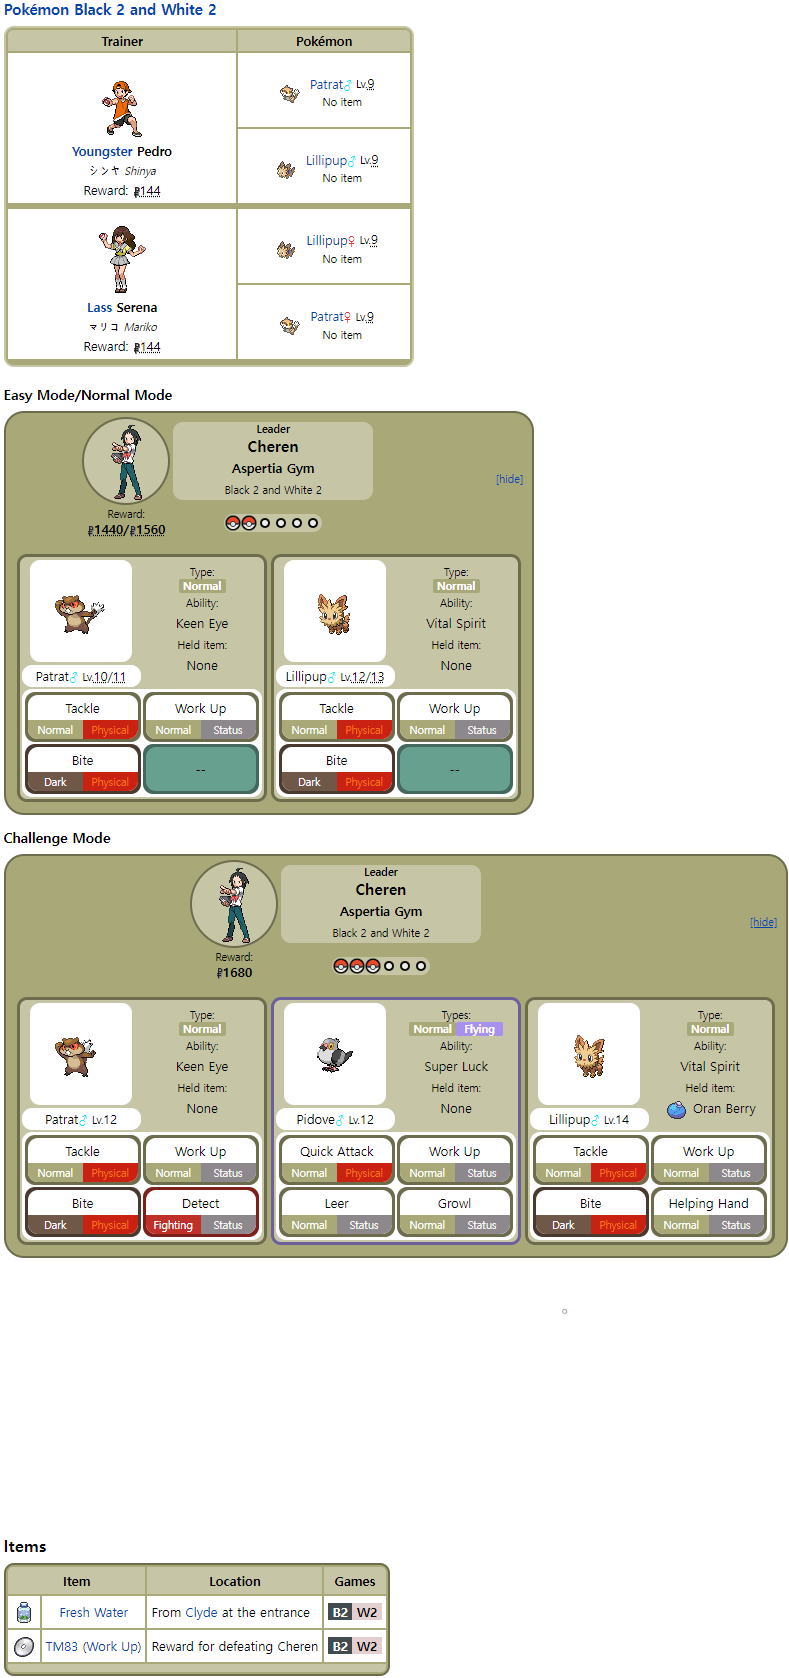 Pokémon Black 2 and White 2
Trainer Pokémon
Patrat♂ Lv.9
No item
Youngster Pedro
シンヤ Shinya
Reward: ₽144
Lillipup♂ Lv.9
No item
Lillipup♀ Lv.9
No item
Lass Serena
マリコ Mariko
Reward: ₽144
Patrat♀ Lv.9
No item
Easy Mode/Normal Mode
Leader
Cheren
Aspertia Gym
Black 2 and White 2
[hide]
Reward:
₽1440/₽1560
Type:
Normal
Ability:
Keen Eye
Held item:
None
Patrat♂ Lv.10/11
Tackle Work Up
Normal Physical Normal Status
Bite --
Dark Physical
Type:
Normal
Ability:
Vital Spirit
Held item:
None
Lillipup♂ Lv.12/13
Tackle Work Up
Normal Physical Normal Status
Bite --
Dark Physical
Challenge Mode
Leader
Cheren
Aspertia Gym
Black 2 and White 2
[hide]
Reward:
₽1680
Type:
Normal
Ability:
Keen Eye
Held item:
None
Patrat♂ Lv.12
Tackle Work Up
Normal Physical Normal Status
Bite Detect
Dark Physical Fighting Status
Types:
Normal Flying
Ability:
Super Luck
Held item:
None
Pidove♂ Lv.12
Quick Attack Work Up
Normal Physical Normal Status
Leer Growl
Normal Status Normal Status
Type:
Normal
Ability:
Vital Spirit
Held item:
Oran Berry
Lillipup♂ Lv.14
Tackle Work Up
Normal Physical Normal Status
Bite Helping Hand
Dark Physical Normal Status
Items
Item Location Games
Fresh Water From Clyde at the entrance B2 W2
TM83 (Work Up) Reward for defeating Cheren B2 W2